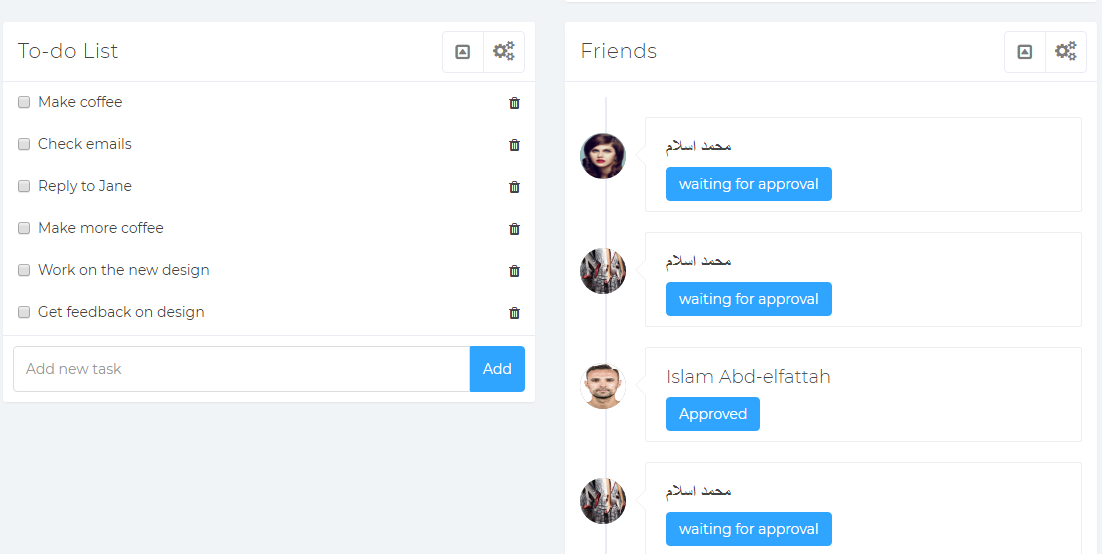 To-do List
Make coffee
Check emails
Reply to Jane
Make more coffee
Work on the new design
Get feedback on design
Add new task
Add
Friends
محمد اسلام
waiting for approval
محمد اسلام
waiting for approval
Islam Abd-elfattah
Approved
محمد اسلام
waiting for approval